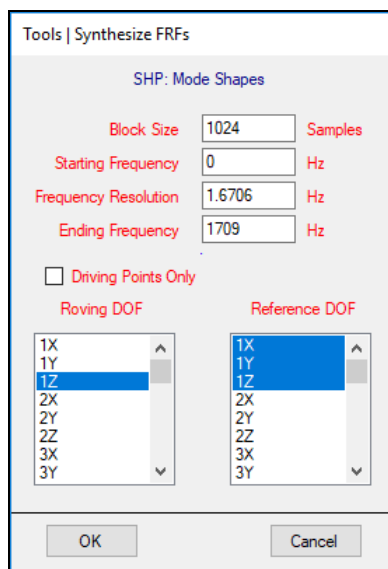 Tools | Synthesize FRFs
SHP: Mode Shapes
Block Size 1024 Samples
Starting Frequency 0 Hz
Frequency Resolution 1.6706 Hz
Ending Frequency 1709 Hz
Driving Points Only
Roving DOF Reference DOF
1X 1X
1Y 1Y
1Z 1Z
2X 2X
2Y 2Y
2Z 2Z
3X 3X
3Y 3Y
OK Cancel